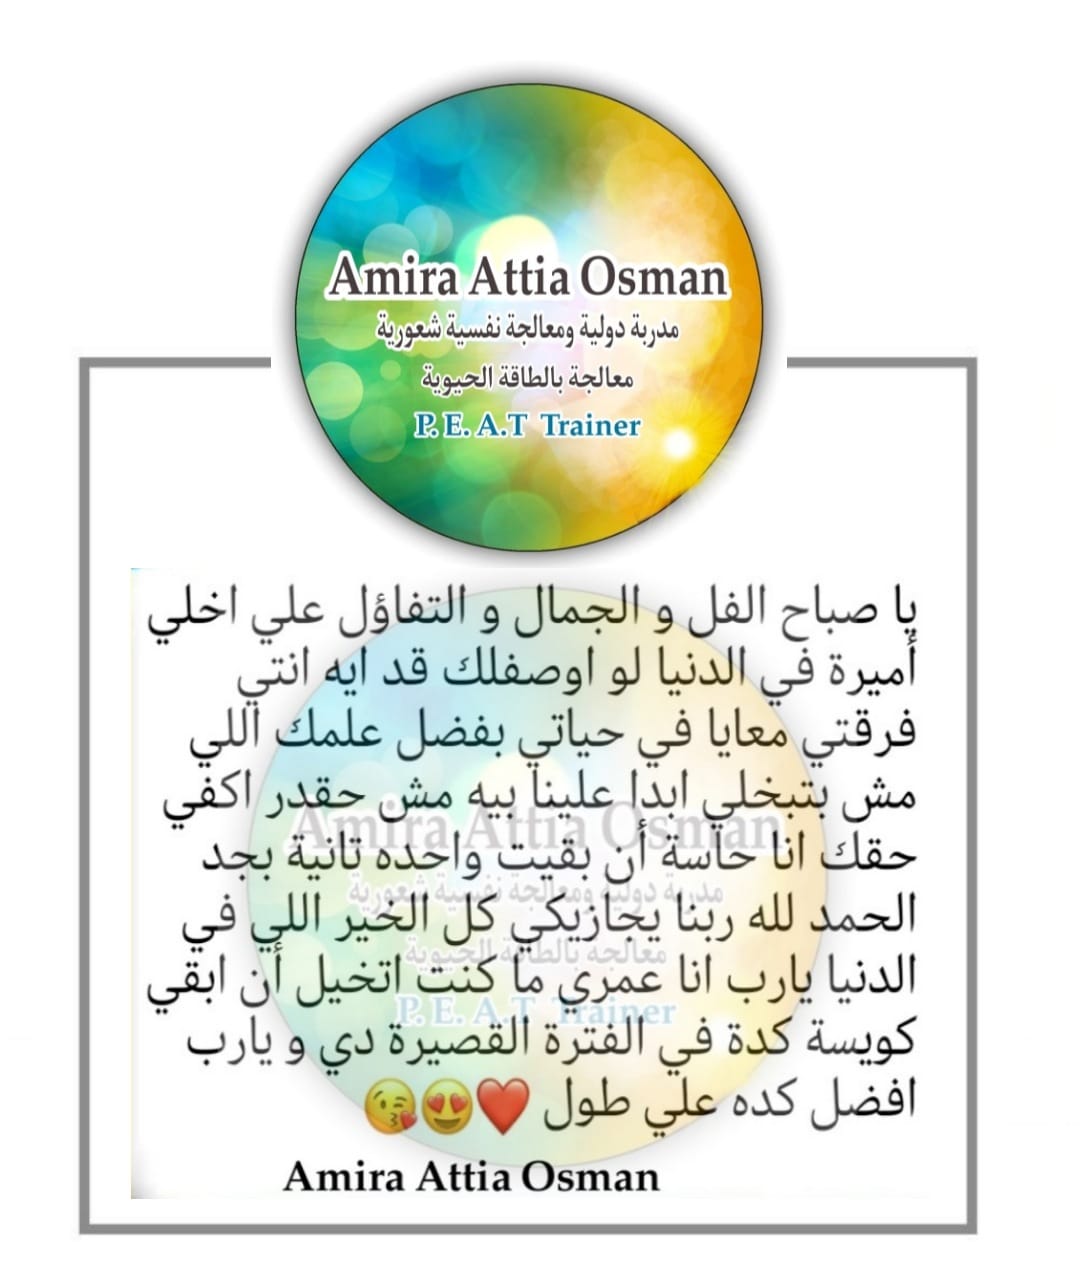 Amira Attia Osman
مدربة دولية ومعالجة نفسية شعورية
معالجة بالطاقة الحيوية
P. E. A.T Trainer
يا صباح الفل و الجمال و التفاؤل علي اخلي
أميرة في الدنيا لو اوصفلك قد ايه انتي
فرقتي معايا في حياتي بفضل علمك اللي
مش بتبخلي ابدا علينا بيه مش حقدر اكفي
حقك انا حاسة أن بقيت واحده تانية بجد
الحمد لله ربنا يجازيكي كل الخير اللي في
الدنيا يارب انا عمري ما كنت اتخيل أن ابقي
كويسة كدة في الفترة القصيرة دي و يارب
افضل كده علي طول ❤️😍😘
Amira Attia Osman
مدربة دولية ومعالجة نفسية شعورية
معالجة بالطاقة الحيوية
P. E. A.T Trainer
Amira Attia Osman